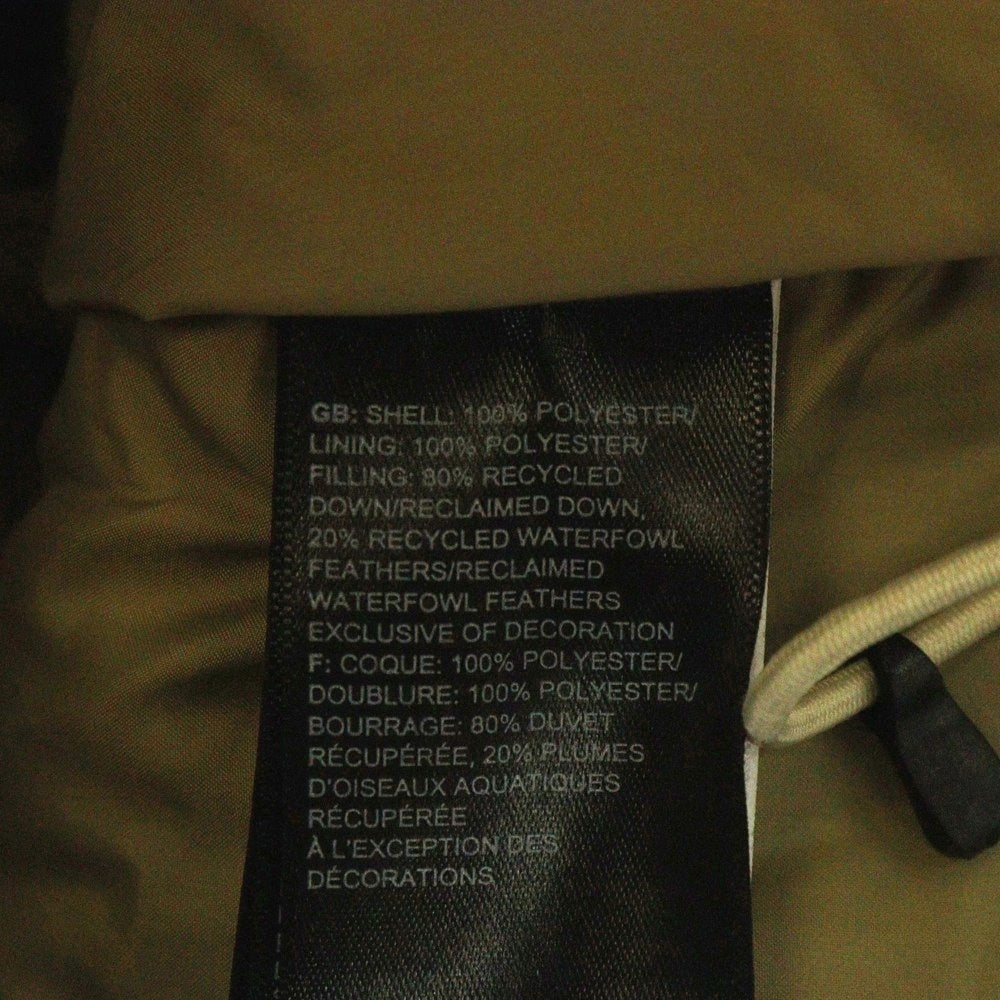 GB: SHELL: 100% POLYESTER/
LINING: 100% POLYESTER/
FILLING: 80% RECYCLED
DOWN/RECLAIMED DOWN,
20% RECYCLED WATERFOWL
FEATHERS/RECLAIMED
WATERFOWL FEATHERS
EXCLUSIVE OF DECORATION
F: COQUE: 100% POLYESTER/
DOUBLURE: 100% POLYESTER/
BOURRAGE: 80% DUVET
RÉCUPÉRÉE, 20% PLUMES
D'OISEAUX AQUATIQUES
RÉCUPÉRÉE
À L'EXCEPTION DES
DÉCORATIONS